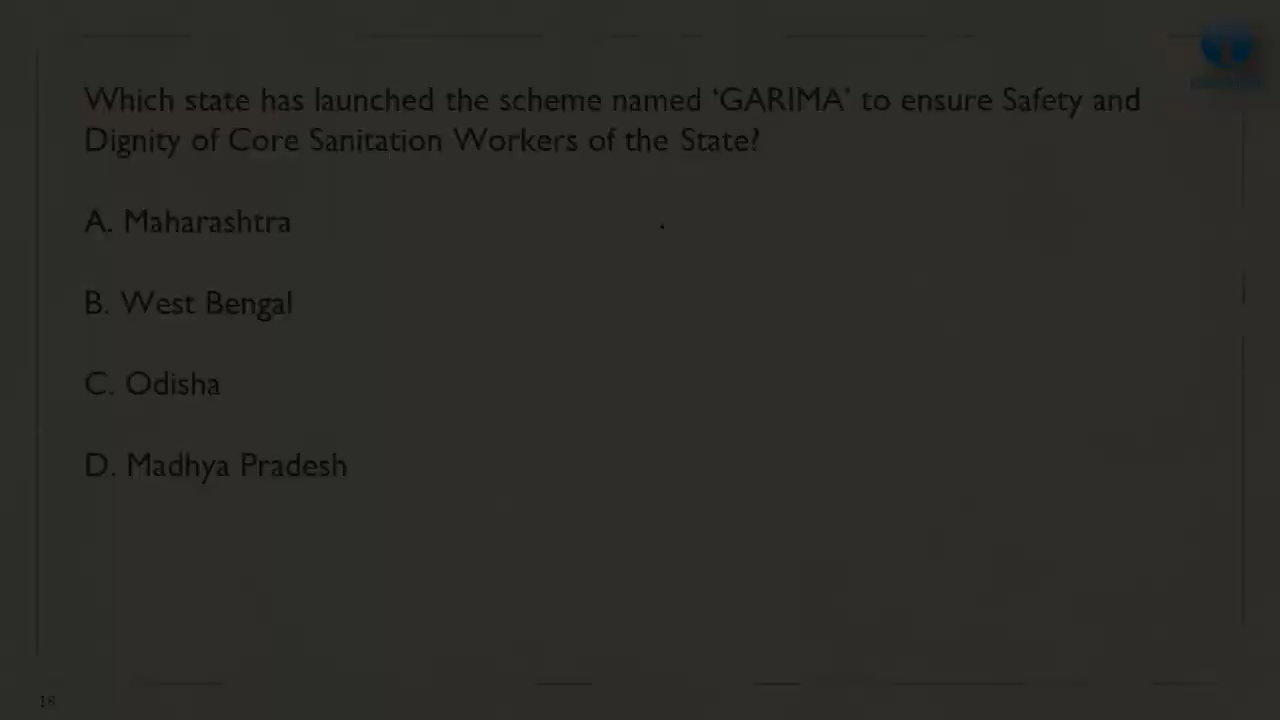 Which state has launched the scheme named ‘GARIMA’ to ensure Safety and
Dignity of Core Sanitation Workers of the State?
A. Maharashtra
B. West Bengal
C. Odisha
D. Madhya Pradesh
18